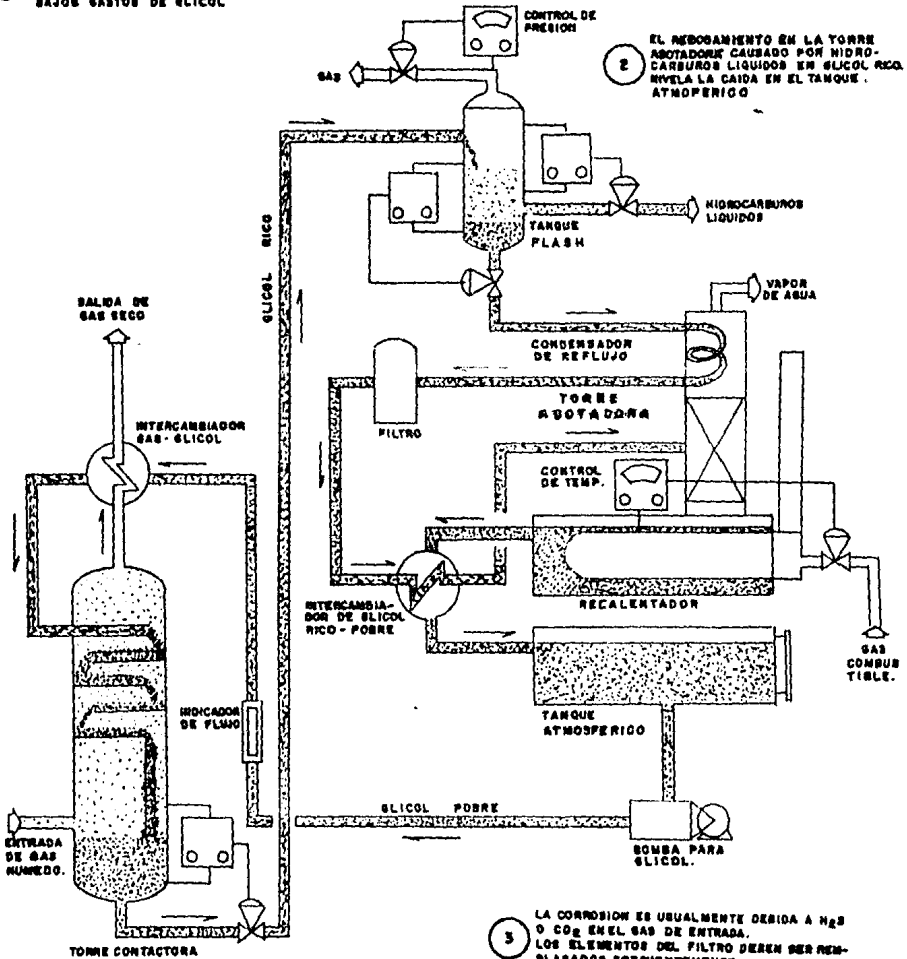 BAJOS GASTOS DE GLICOL
CONTROL DE
PRESION
2
EL REBOSAMIENTO EN LA TORRE
AGOTADORA CAUSADO POR HIDRO-
CARBUROS LIQUIDOS EN GLICOL RICO.
NIVELA LA CAIDA EN EL TANQUE.
ATMOFERICO
GAS
HIDROCARBUROS
LIQUIDOS
TANQUE
FLASH
GLICOL RICO
VAPOR
DE AGUA
SALIDA DE
GAS SECO
CONDENSADOR
DE REFLUJO
TORRE
AGOTADORA
FILTRO
INTERCAMBIADOR
GAS-GLICOL
CONTROL
DE TEMP.
INTERCAMBIA-
DOR DE GLICOL
RICO-POBRE
RECALENTADOR
GAS
COMBUS
TIBLE.
TANQUE
ATMOSFERICO
INDICADOR
DE FLUJO
GLICOL POBRE
ENTRADA
DE GAS
HUMEDO.
BOMBA PARA
GLICOL.
TORRE CONTACTORA
3
LA CORROSION ES USUALMENTE DEBIDA A H2S
O CO2 EN EL GAS DE ENTRADA.
LOS ELEMENTOS DEL FILTRO DEBEN SER REM-